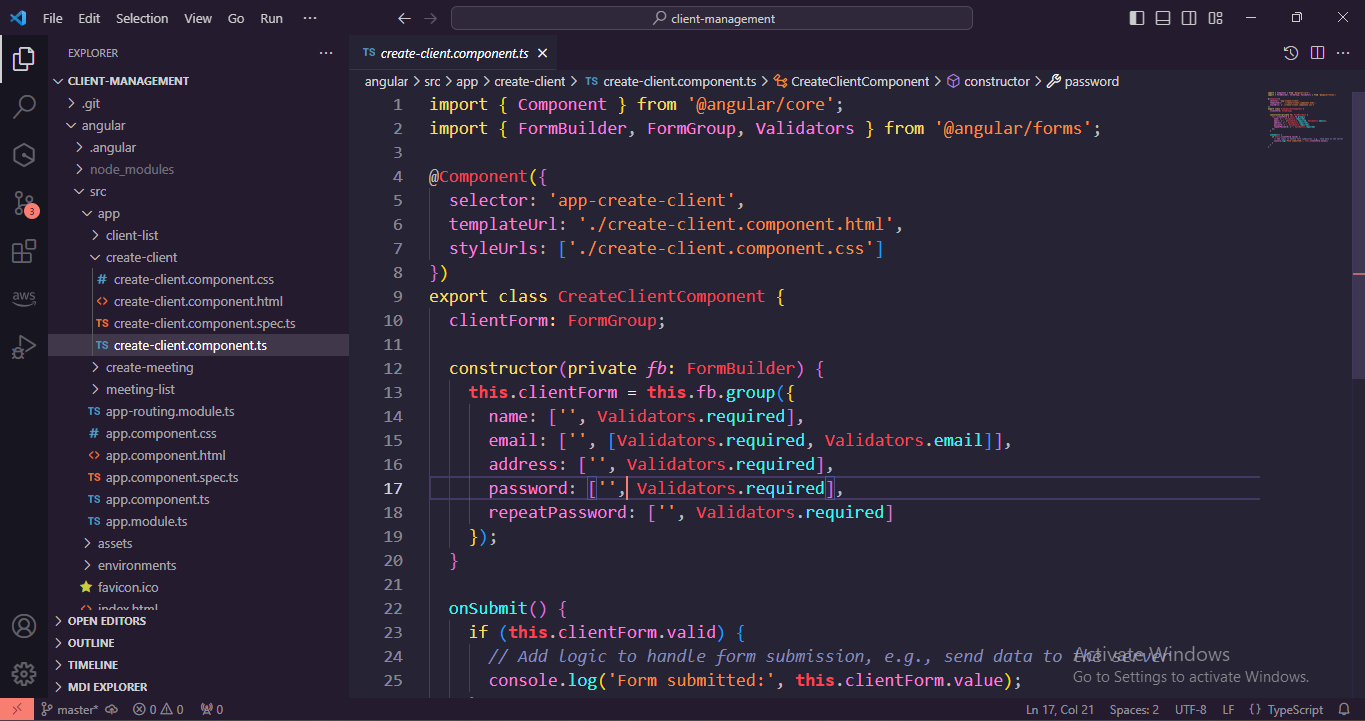 File Edit Selection View Go Run ··· client-management
EXPLORER ···
CLIENT-MANAGEMENT
.git
angular
.angular
node_modules
src
app
client-list
create-client
# create-client.component.css
<> create-client.component.html
TS create-client.component.spec.ts
TS create-client.component.ts
create-meeting
meeting-list
TS app-routing.module.ts
# app.component.css
<> app.component.html
TS app.component.spec.ts
TS app.component.ts
TS app.module.ts
assets
environments
favicon.ico
<> index.html
OPEN EDITORS
OUTLINE
TIMELINE
MDI EXPLORER
3
aws
TS create-client.component.ts ×
angular > src > app > create-client > TS create-client.component.ts > CreateClientComponent > constructor > password
1 import { Component } from '@angular/core';
2 import { FormBuilder, FormGroup, Validators } from '@angular/forms';
3
4 @Component({
5 selector: 'app-create-client',
6 templateUrl: './create-client.component.html',
7 styleUrls: ['./create-client.component.css']
8 })
9 export class CreateClientComponent {
10 clientForm: FormGroup;
11
12 constructor(private fb: FormBuilder) {
13 this.clientForm = this.fb.group({
14 name: ['', Validators.required],
15 email: ['', [Validators.required, Validators.email]],
16 address: ['', Validators.required],
17 password: ['', Validators.required],
18 repeatPassword: ['', Validators.required]
19 });
20 }
21
22 onSubmit() {
23 if (this.clientForm.valid) {
24 // Add logic to handle form submission, e.g., send data to the server
25 console.log('Form submitted:', this.clientForm.value);
Activate Windows
Go to Settings to activate Windows.
master* 0 0 0 Ln 17, Col 21 Spaces: 2 UTF-8 LF {} TypeScript